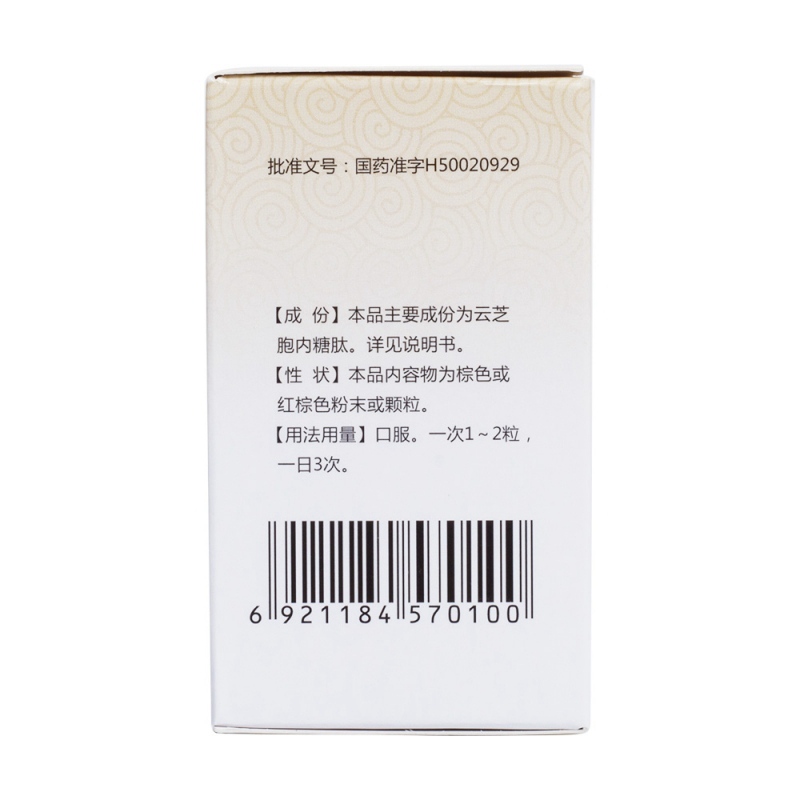 批准文号：国药准字H50020929
【成 份】本品主要成份为云芝
胞内糖肽。详见说明书。
【性 状】本品内容物为棕色或
红棕色粉末或颗粒。
【用法用量】口服。一次1～2粒，
一日3次。
6 921184 570100